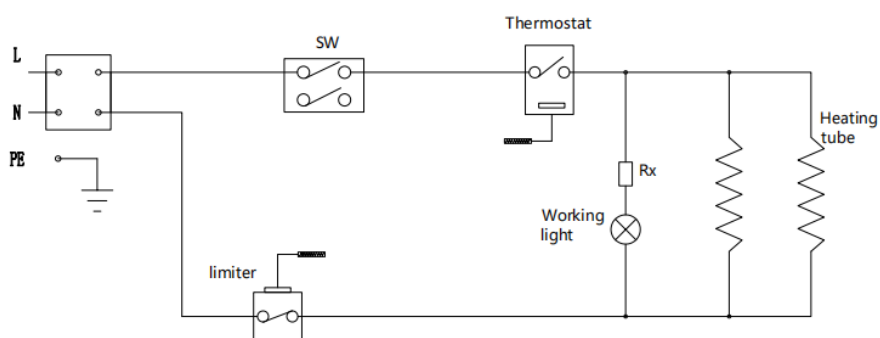 Thermostat
SW
L
N
PE
Heating
tube
Rx
Working
light
limiter